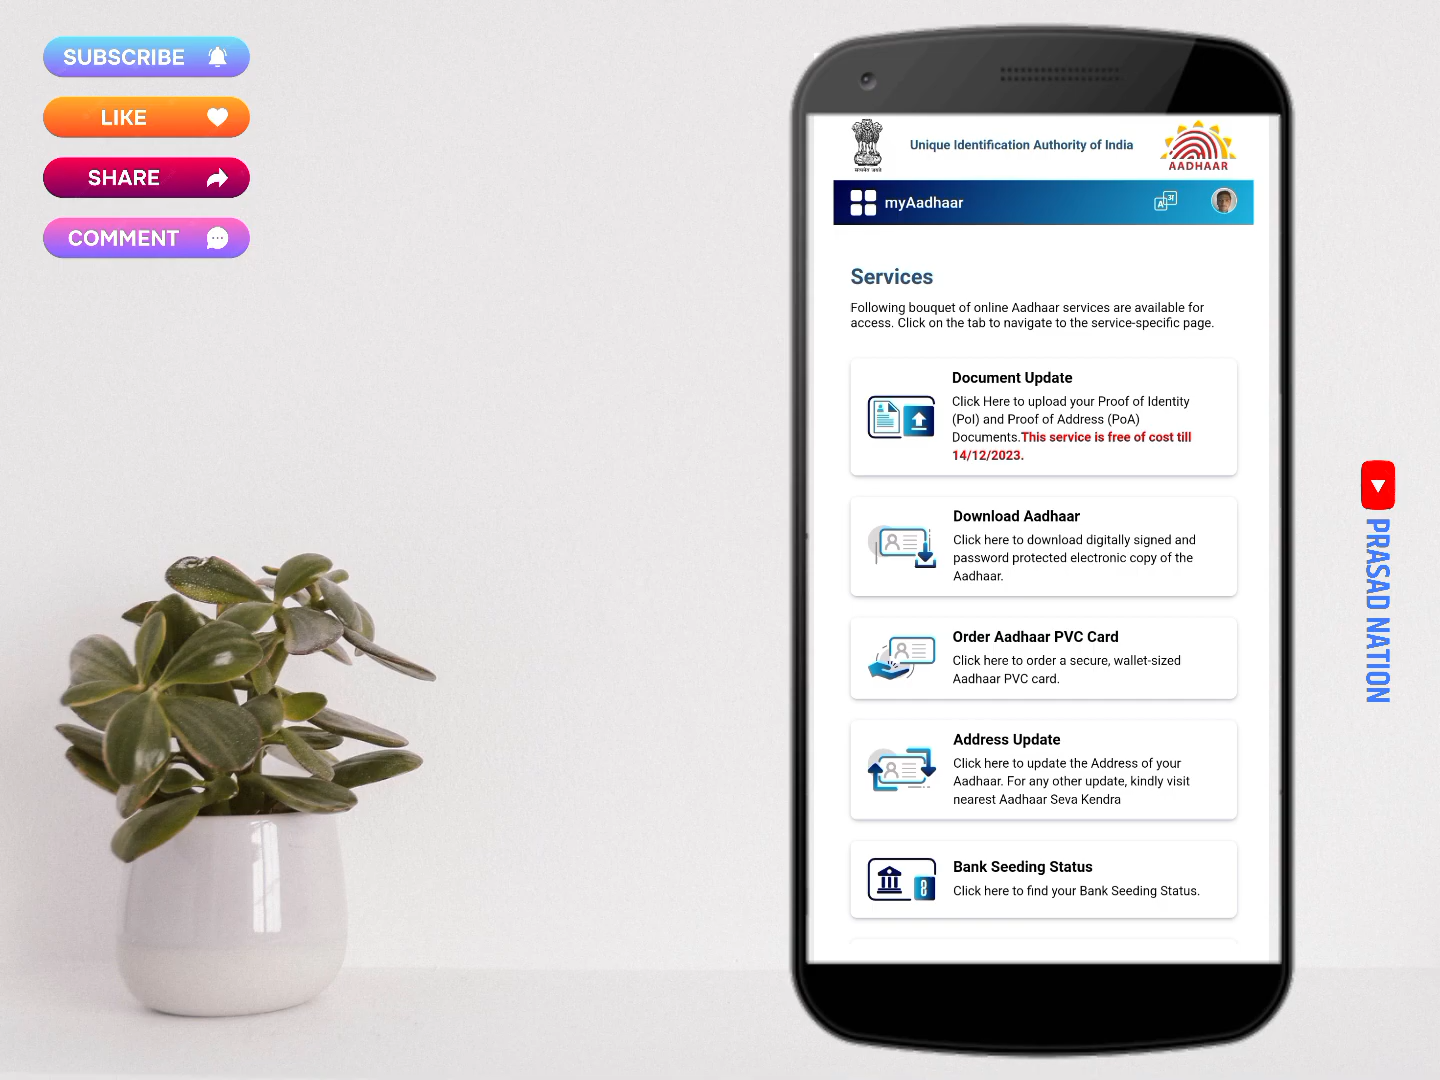 SUBSCRIBE
LIKE
SHARE
COMMENT
सत्यमेव जयते
Unique Identification Authority of India
AADHAAR
myAadhaar
Services
Following bouquet of online Aadhaar services are available for
access. Click on the tab to navigate to the service-specific page.
Document Update
Click Here to upload your Proof of Identity
(PoI) and Proof of Address (PoA)
Documents.This service is free of cost till
14/12/2023.
Download Aadhaar
Click here to download digitally signed and
password protected electronic copy of the
Aadhaar.
Order Aadhaar PVC Card
Click here to order a secure, wallet-sized
Aadhaar PVC card.
Address Update
Click here to update the Address of your
Aadhaar. For any other update, kindly visit
nearest Aadhaar Seva Kendra
Bank Seeding Status
Click here to find your Bank Seeding Status.
PRASAD NATION